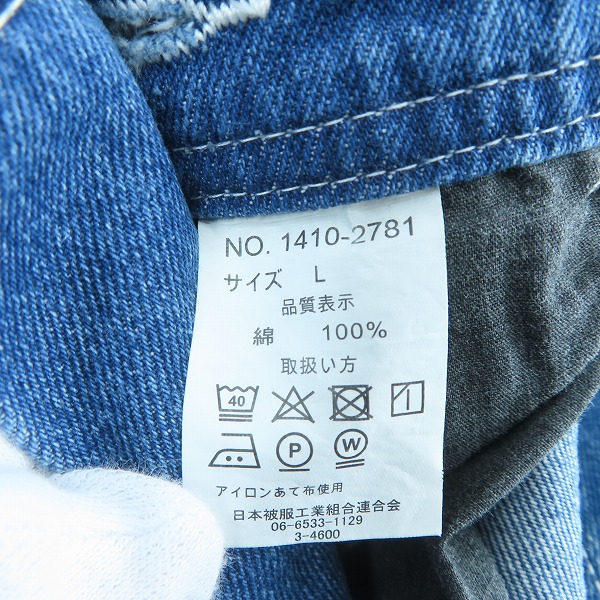 NO. 1410-2781
サイズ L
品質表示
綿 100%
取扱い方
40
P W
アイロンあて布使用
日本被服工業組合連合会
06-6533-1129
3-4600